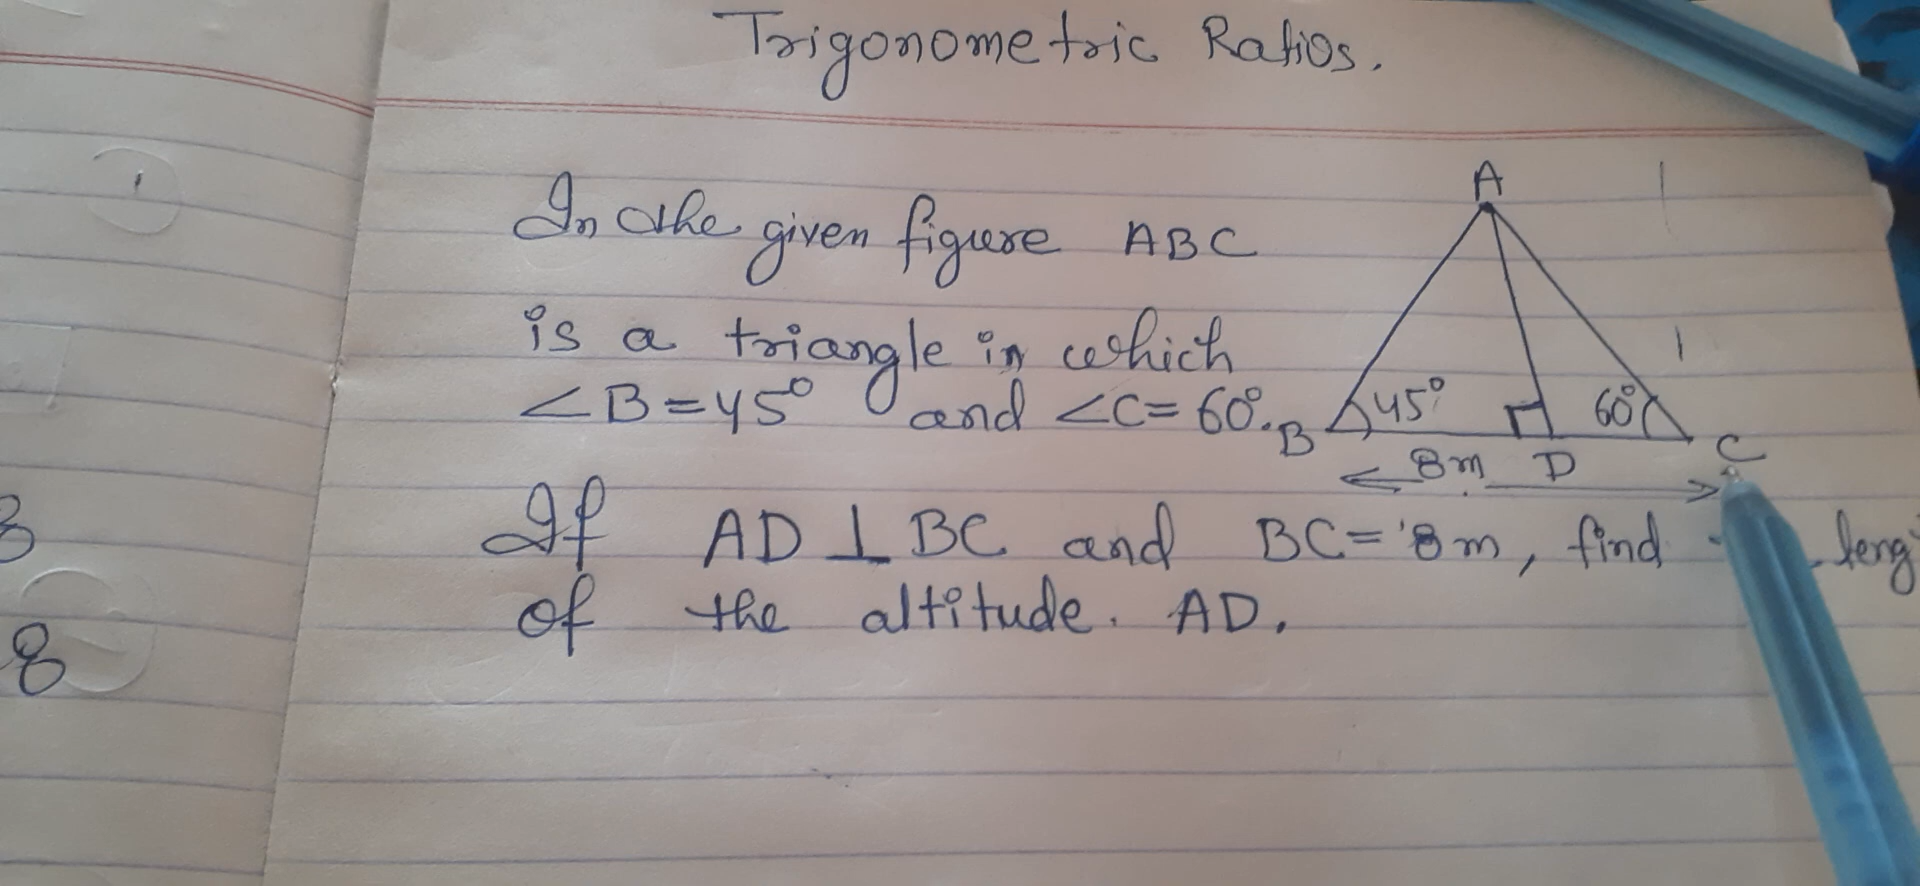 Trigonometric Ratios.
In the given figure ABC
is a triangle in which
∠B=45° and ∠C=60°.
If AD ⊥ BC and BC=8m, find leng
of the altitude. AD.
A
45°
60°
B
C
8m D
3
8